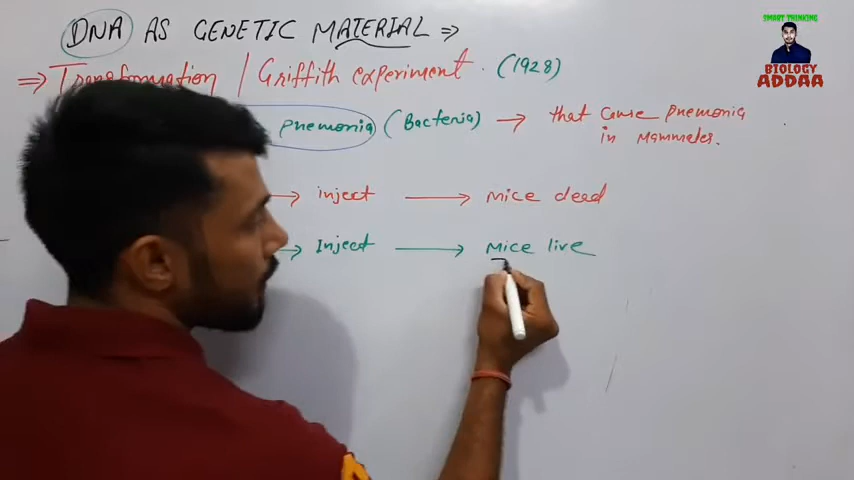 DNA AS GENETIC MATERIAL ⇒
⇒ Transformation / Griffith experiment. (1928)
pnemonia (Bacteria) → that cause pnemonia
in mammeles.
→ inject → mice dead
→ Inject → Mice live
SMART THINKING
BIOLOGY
ADDAA